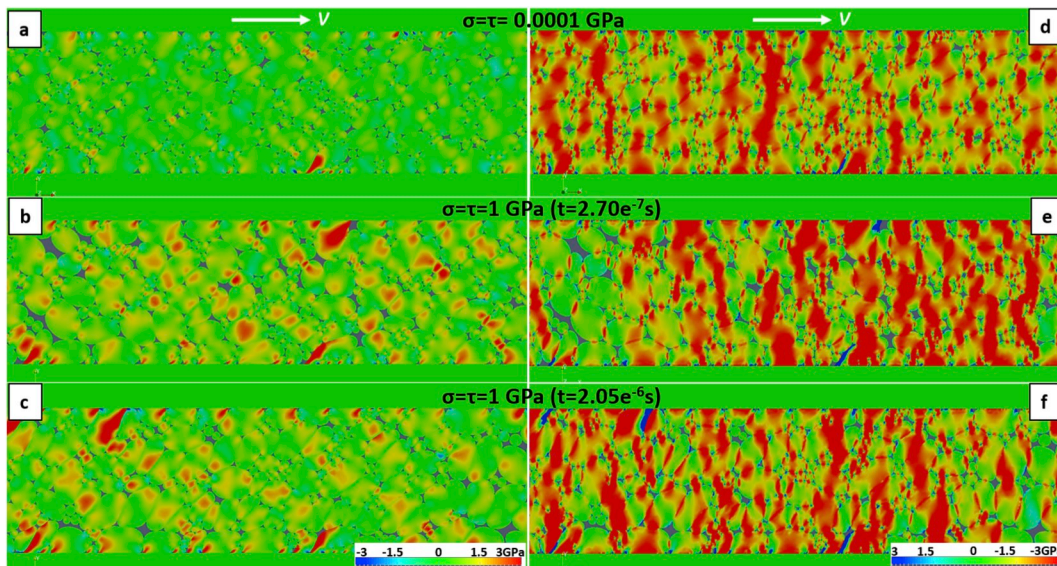 V
V
a
σ=τ= 0.0001 GPa
d
b
σ=τ=1 GPa (t=2.70e⁻⁷s)
e
c
σ=τ=1 GPa (t=2.05e⁻⁶s)
f
-3 -1.5 0 1.5 3GPa
3 1.5 0 -1.5 -3GPa